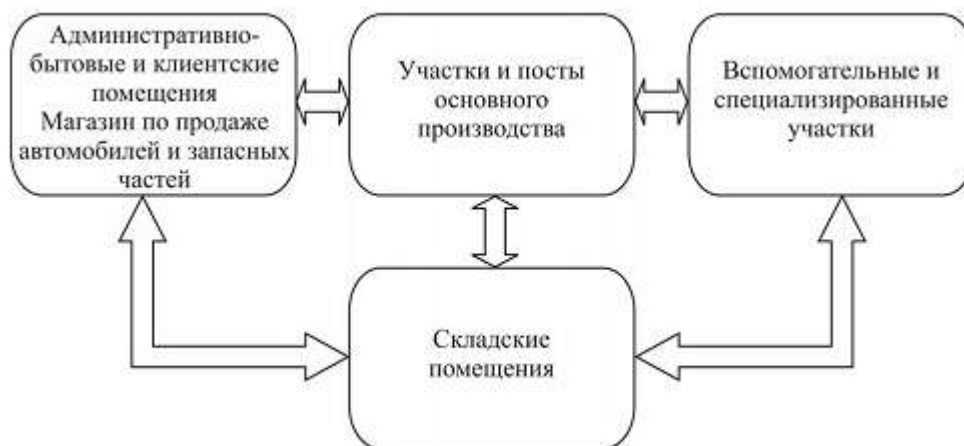 Административно-
бытовые и клиентские
помещения
Магазин по продаже
автомобилей и запасных
частей
Участки и посты
основного
производства
Вспомогательные и
специализированные
участки
Складские
помещения